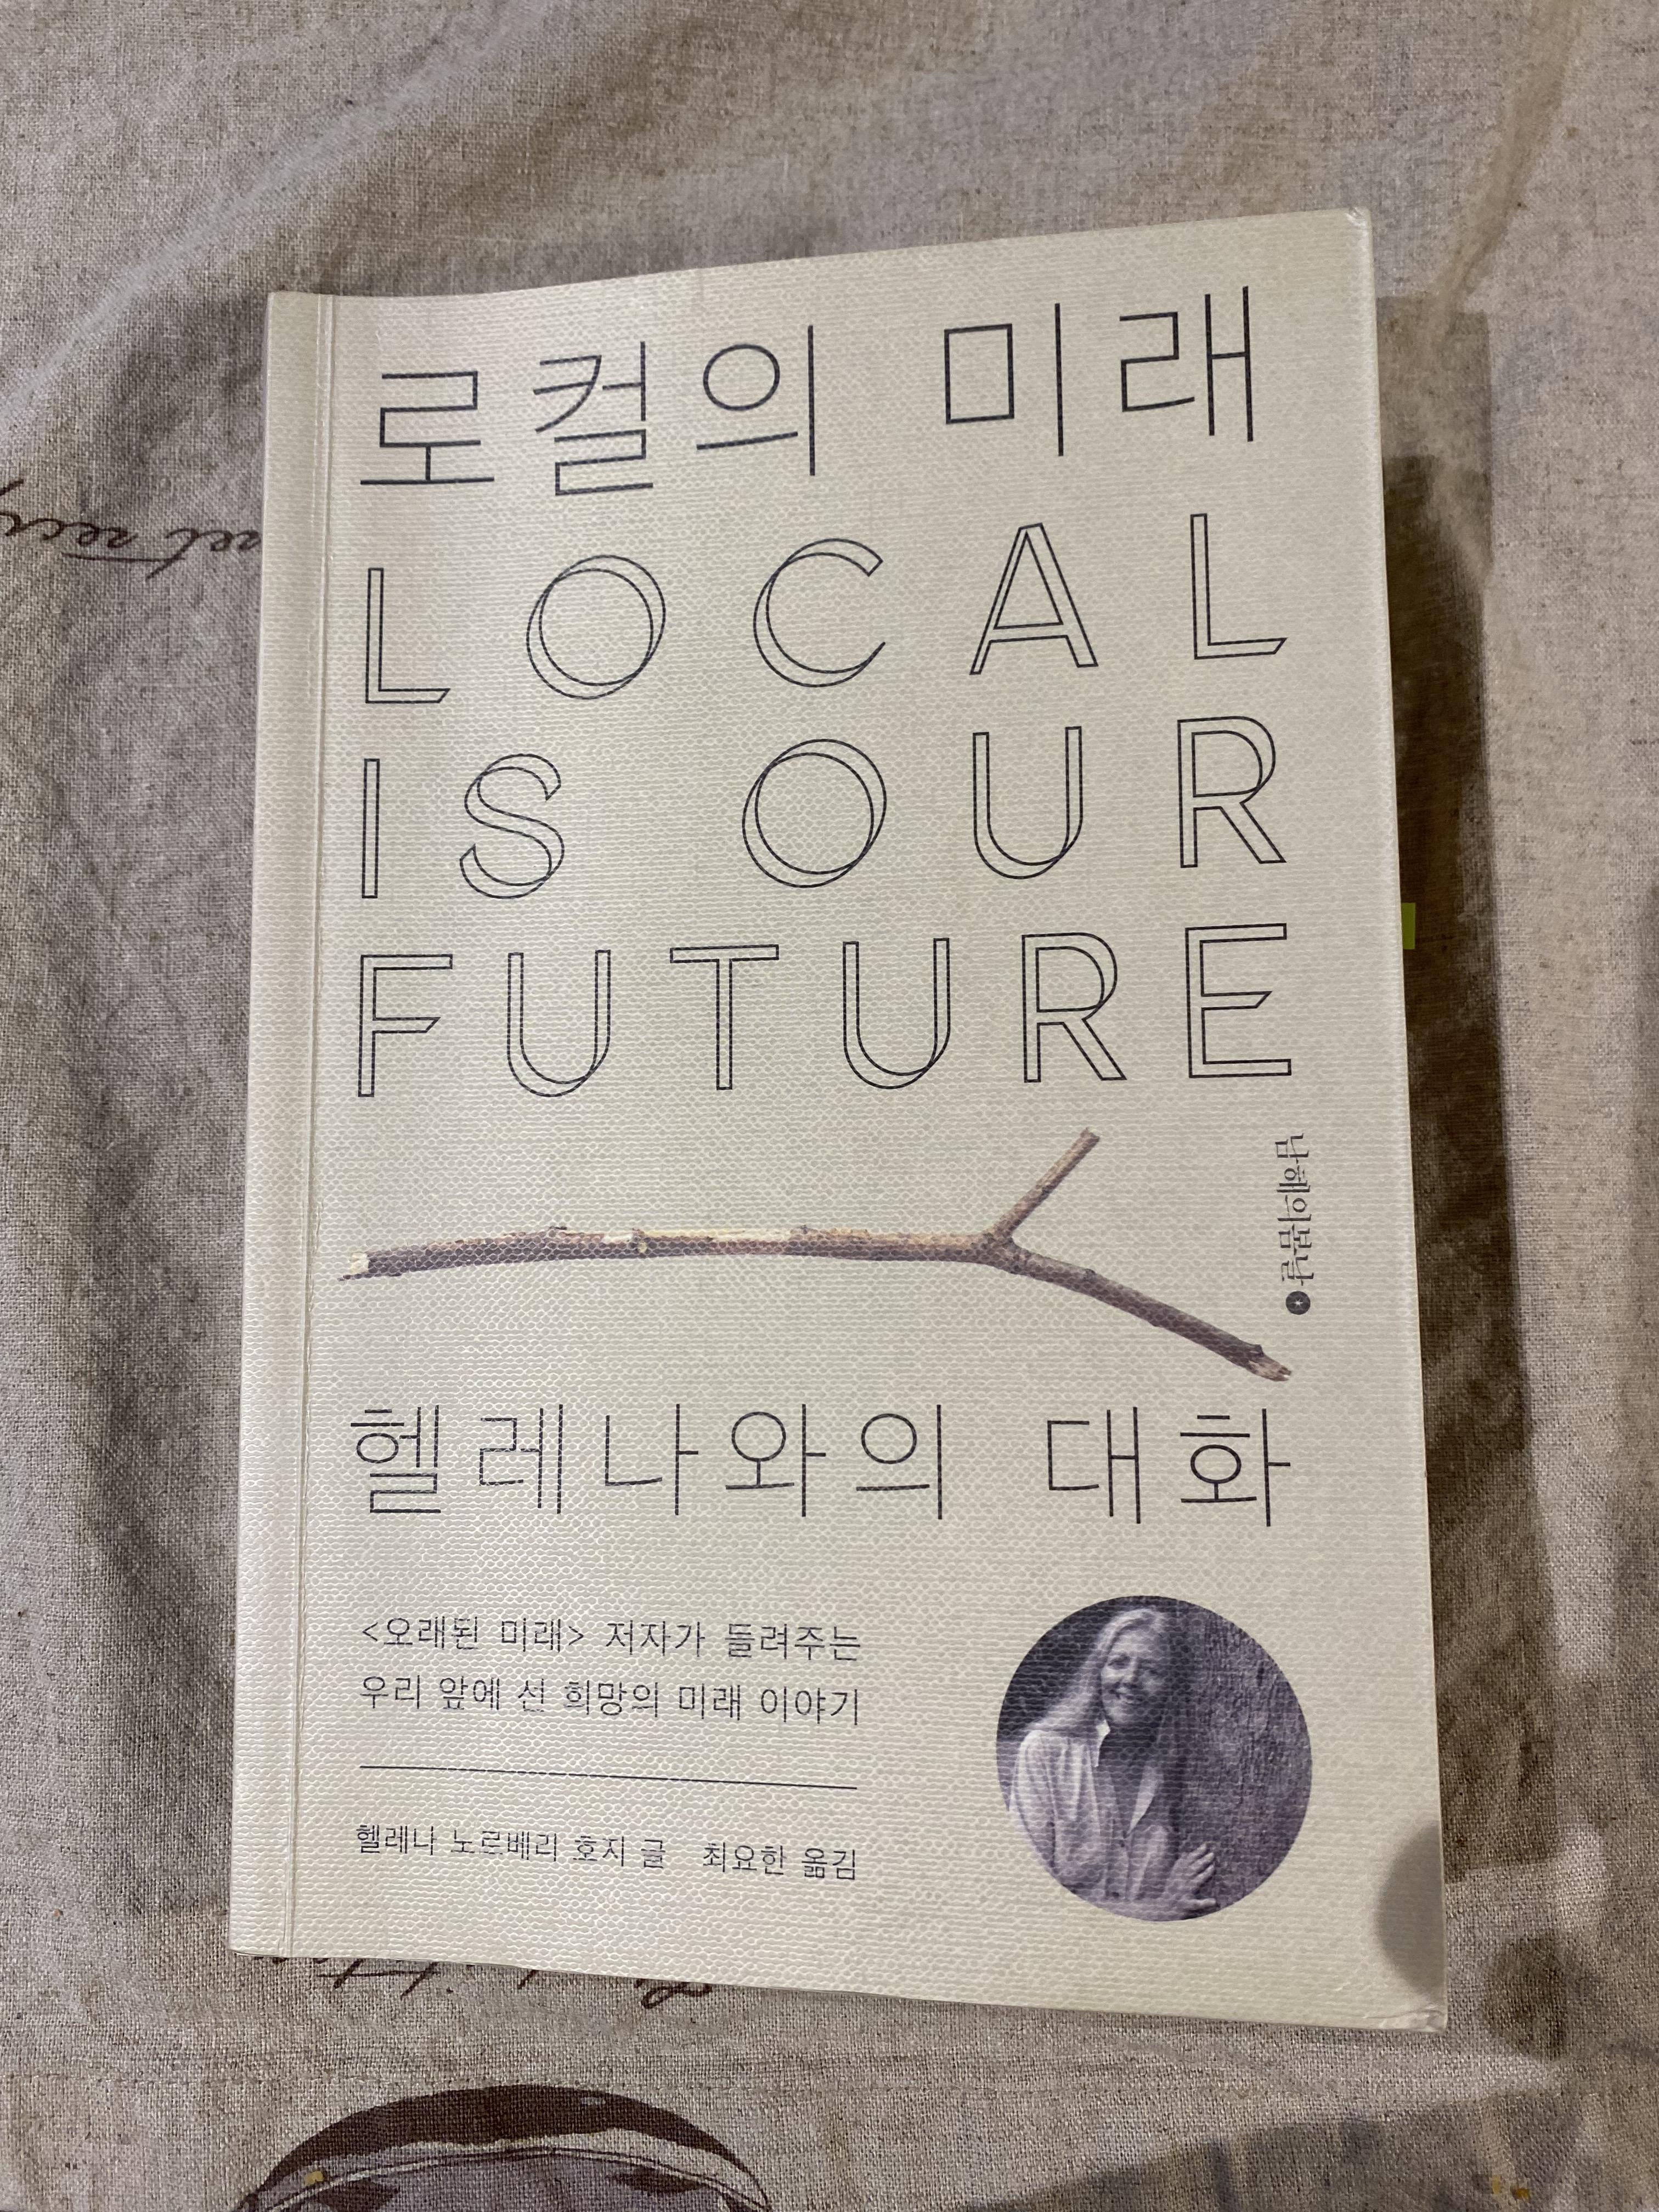 로컬의 미래
LOCAL
IS OUR
FUTURE
남해의봄날
헬레나와의 대화
<오래된 미래> 저자가 들려주는
우리 앞에 선 희망의 미래 이야기
헬레나 노르베리 호지 글 최요한 옮김